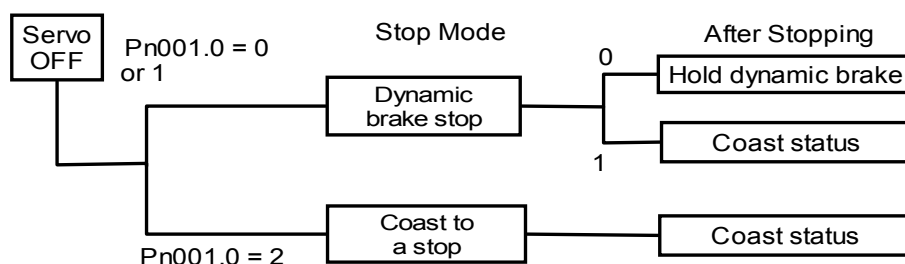 Servo
OFF
Pn001.0 = 0
or 1
Stop Mode
After Stopping
0
Hold dynamic brake
Dynamic
brake stop
Coast status
1
Coast to
a stop
Coast status
Pn001.0 = 2